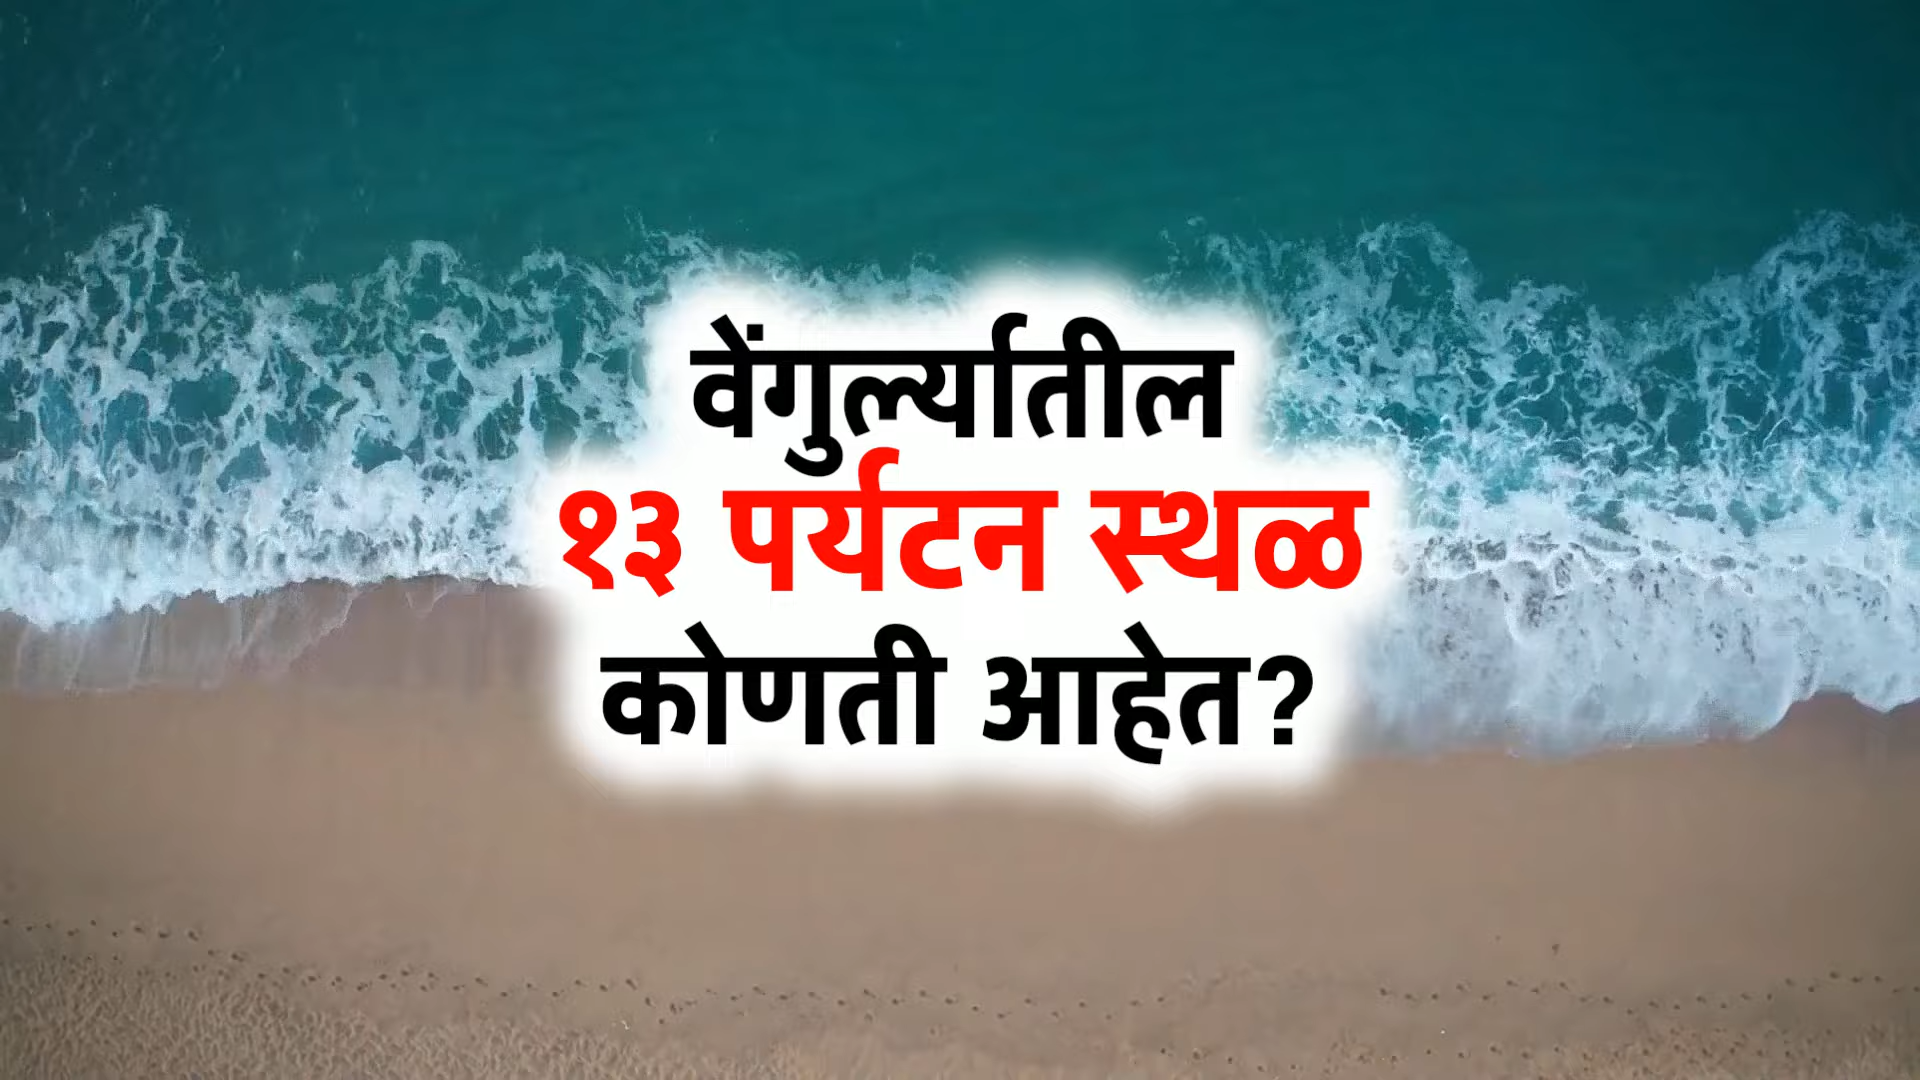 वेंगुर्ल्यातील
१३ पर्यटन स्थळ
कोणती आहेत?